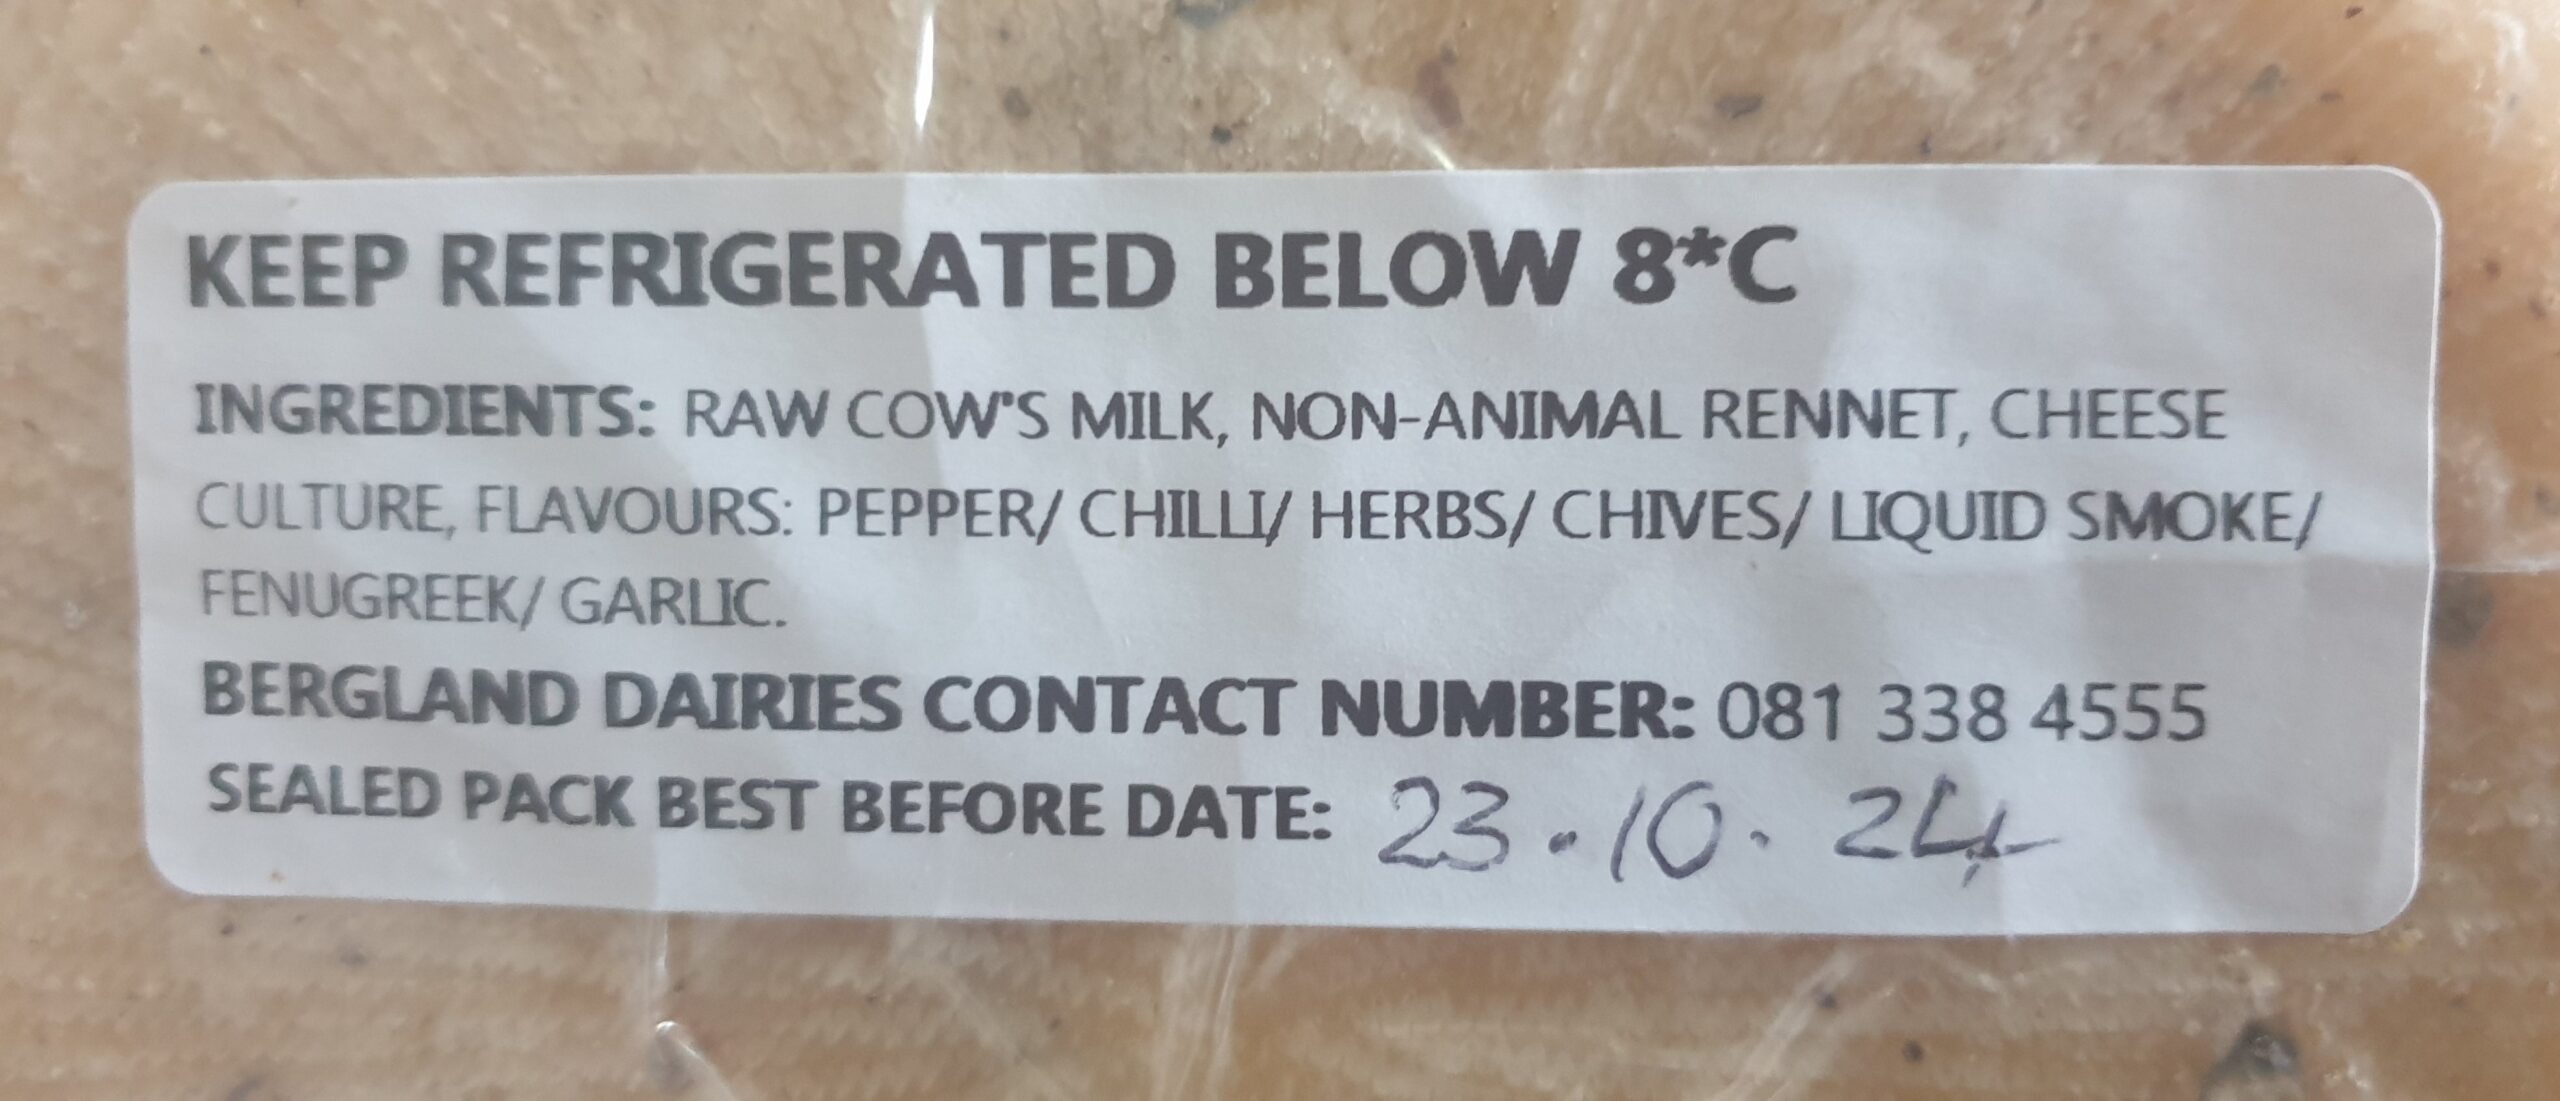 KEEP REFRIGERATED BELOW 8*C
INGREDIENTS: RAW COW'S MILK, NON-ANIMAL RENNET, CHEESE
CULTURE, FLAVOURS: PEPPER/ CHILLI/ HERBS/ CHIVES/ LIQUID SMOKE/
FENUGREEK/ GARLIC.
BERGLAND DAIRIES CONTACT NUMBER: 081 338 4555
SEALED PACK BEST BEFORE DATE: 23.10.24